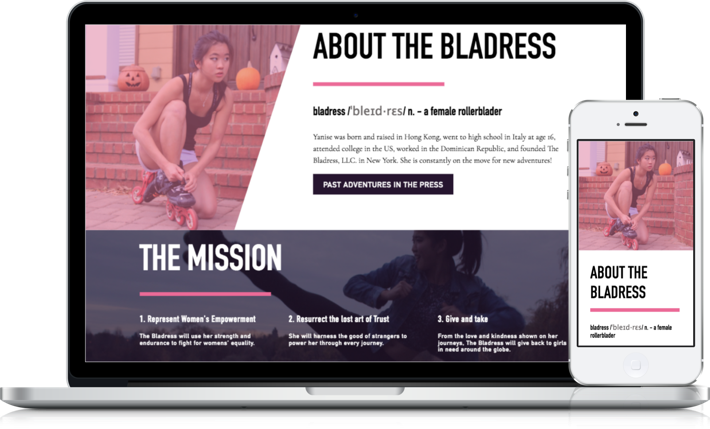 ABOUT THE BLADRESS
bladress /'bleɪd·rɛs/ n. – a female rollerblader
Yanise was born and raised in Hong Kong, went to high school in Italy at age 16,
attended college in the US, worked in the Dominican Republic, and founded The
Bladress, LLC. in New York. She is constantly on the move for new adventures!
PAST ADVENTURES IN THE PRESS
THE MISSION
1. Represent Women's Empowerment
The Bladress will use her strength and
endurance to fight for womens' equality.
2. Resurrect the lost art of Trust
She will harness the good of strangers to
power her through every journey.
3. Give and take
From the love and kindness shown on her
journeys. The Bladress will give back to girls
in need around the globe.
ABOUT THE
BLADRESS
bladress /'bleɪd·rɛs/ n. – a female
rollerblader